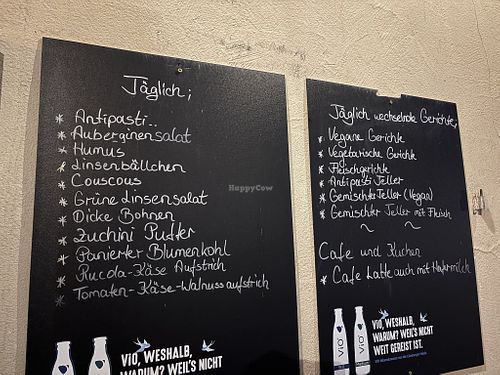 Täglich;
* Antipasti..
* Auberginensalat
* Humus
* Linsenbällchen
* Couscous
* Grüne Linsensalat
* Dicke Bohnen
* Zuchini Puffer
* Panierter Blumenkohl
* Rucola-Käse Aufstrich
* Tomaten-Käse-Walnussaufstrich
ViO, WESHALB,
WARUM? WEIL'S NICHT
HappyCow
Täglich wechselnde Gerichte;
* Vegane Gerichte
* Vegetarische Gerichte
* Fleischgerichte
* Antipasti Teller
* Gemischter Teller (Vegan)
* Gemischter Teller mit Fleisch
~ ~
Cafe und Kuchen
* Cafe Latte auch mit Hafermilch
ViO
ViO, WESHALB,
WARUM? WEIL'S NICHT
WEIT GEREIST IST.